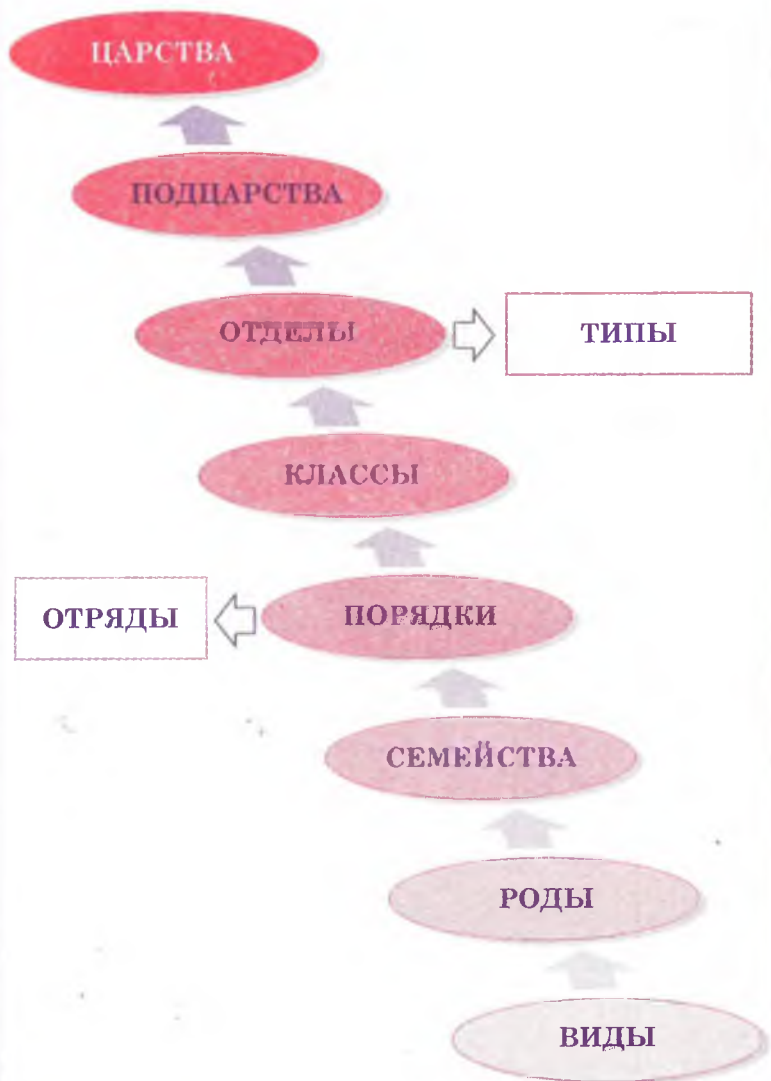 ЦАРСТВА
ПОДЦАРСТВА
ОТДЕЛЫ
ТИПЫ
КЛАССЫ
ОТРЯДЫ
ПОРЯДКИ
СЕМЕЙСТВА
РОДЫ
ВИДЫ